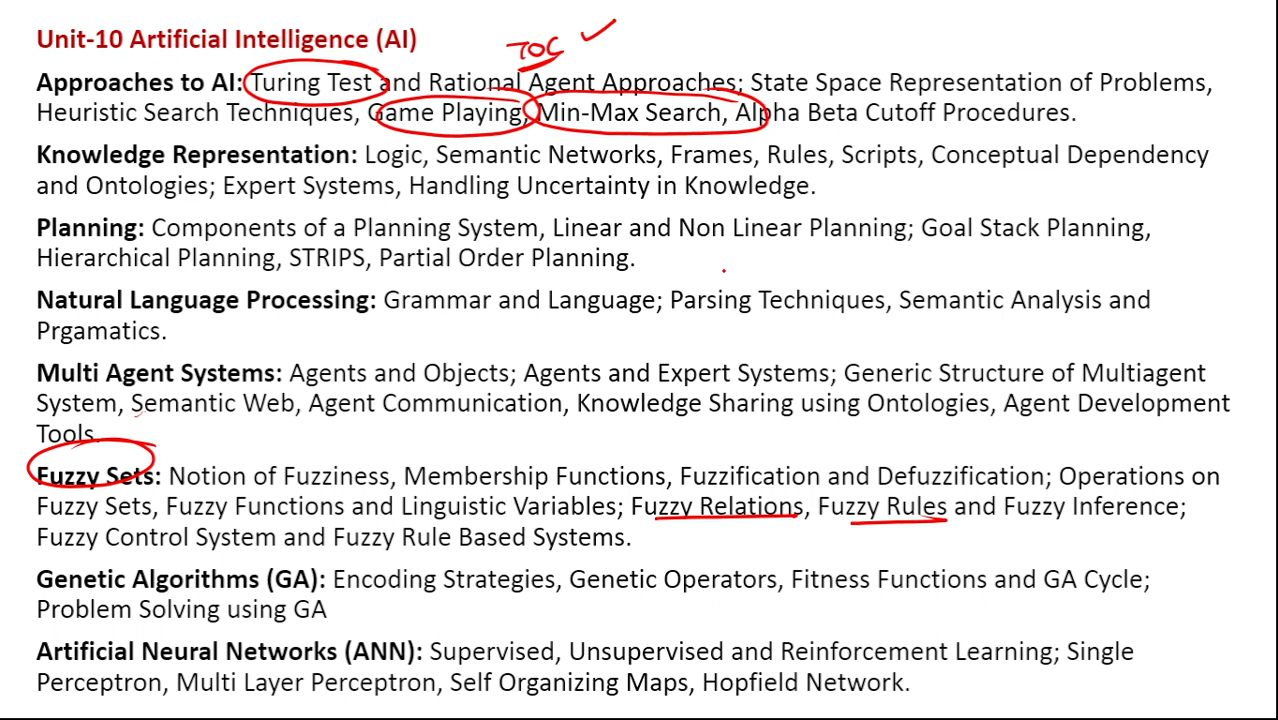 Unit-10 Artificial Intelligence (AI)
TOC
Approaches to AI: Turing Test and Rational Agent Approaches; State Space Representation of Problems,
Heuristic Search Techniques, Game Playing, Min-Max Search, Alpha Beta Cutoff Procedures.
Knowledge Representation: Logic, Semantic Networks, Frames, Rules, Scripts, Conceptual Dependency
and Ontologies; Expert Systems, Handling Uncertainty in Knowledge.
Planning: Components of a Planning System, Linear and Non Linear Planning; Goal Stack Planning,
Hierarchical Planning, STRIPS, Partial Order Planning.
Natural Language Processing: Grammar and Language; Parsing Techniques, Semantic Analysis and
Prgamatics.
Multi Agent Systems: Agents and Objects; Agents and Expert Systems; Generic Structure of Multiagent
System, Semantic Web, Agent Communication, Knowledge Sharing using Ontologies, Agent Development
Tools.
Fuzzy Sets: Notion of Fuzziness, Membership Functions, Fuzzification and Defuzzification; Operations on
Fuzzy Sets, Fuzzy Functions and Linguistic Variables; Fuzzy Relations, Fuzzy Rules and Fuzzy Inference;
Fuzzy Control System and Fuzzy Rule Based Systems.
Genetic Algorithms (GA): Encoding Strategies, Genetic Operators, Fitness Functions and GA Cycle;
Problem Solving using GA
Artificial Neural Networks (ANN): Supervised, Unsupervised and Reinforcement Learning; Single
Perceptron, Multi Layer Perceptron, Self Organizing Maps, Hopfield Network.